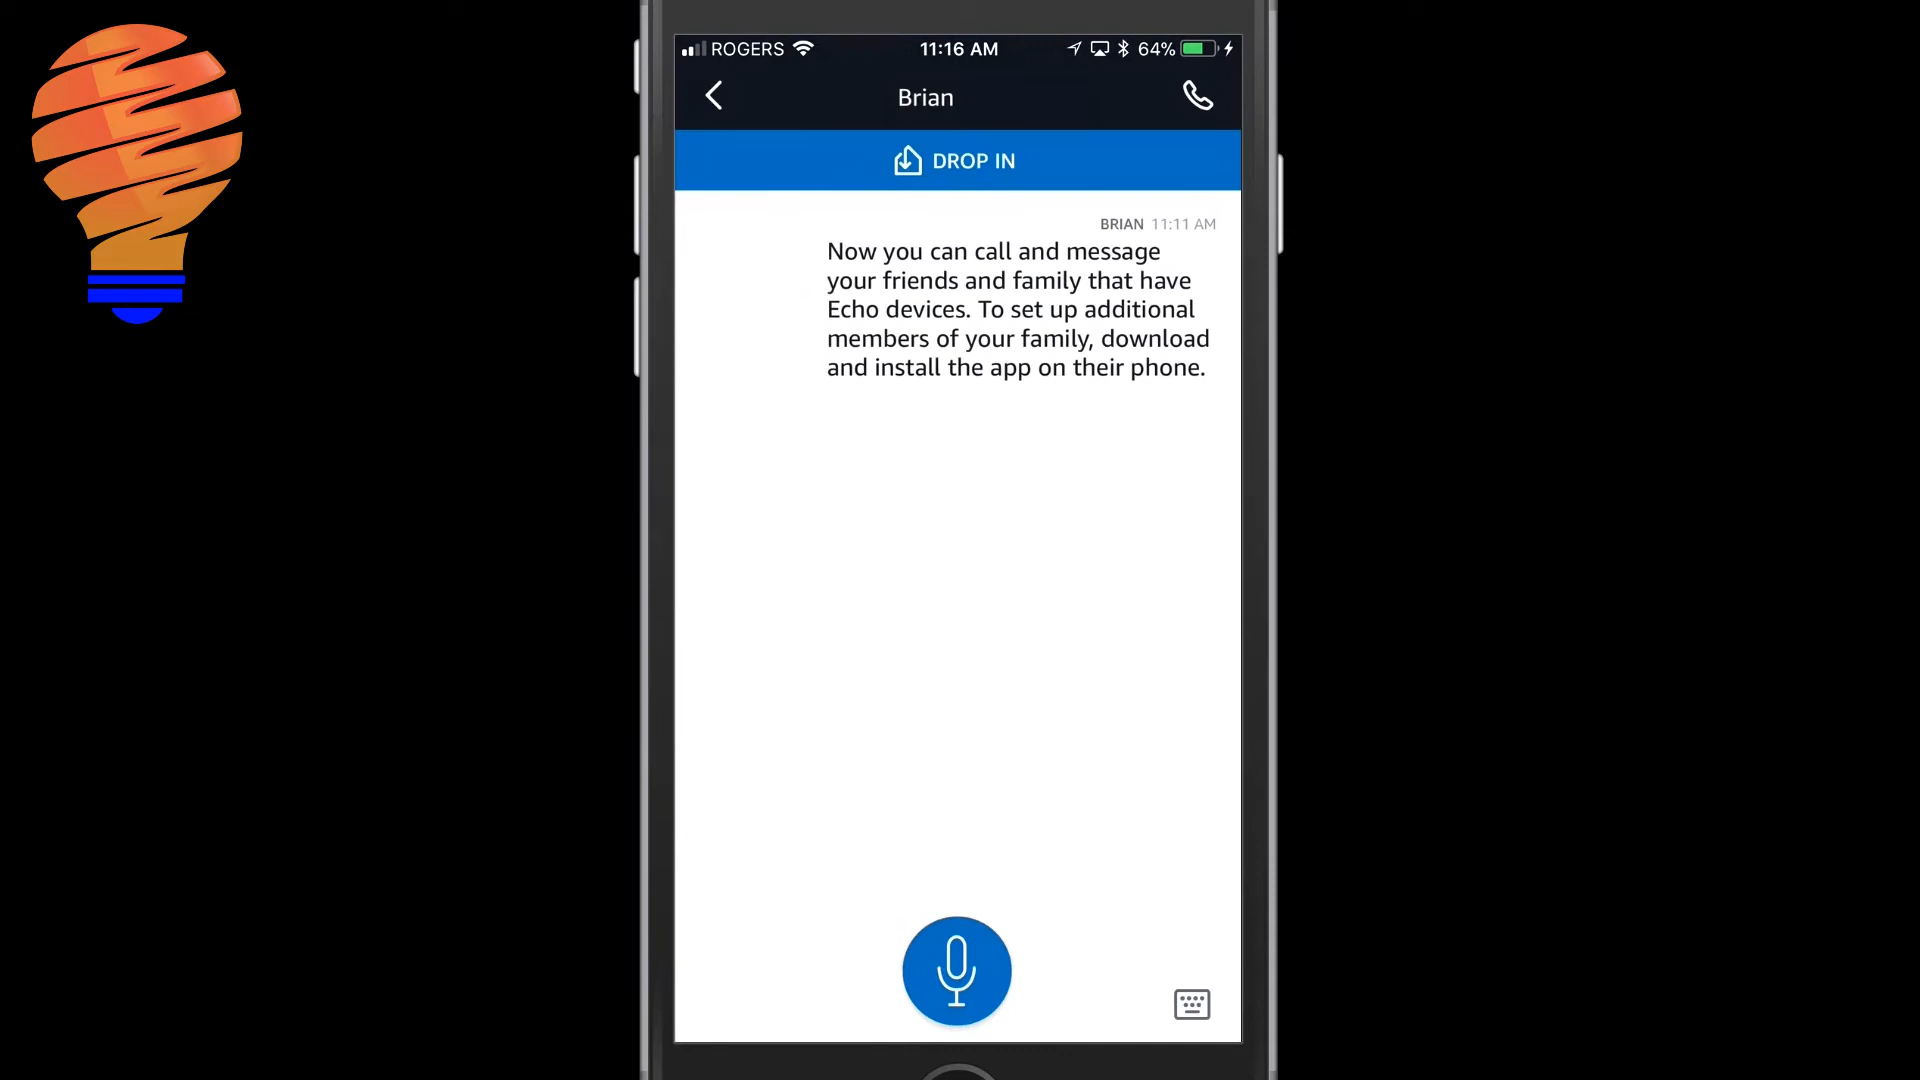 ROGERS 11:16 AM 64%
Brian
DROP IN
BRIAN 11:11 AM
Now you can call and message
your friends and family that have
Echo devices. To set up additional
members of your family, download
and install the app on their phone.